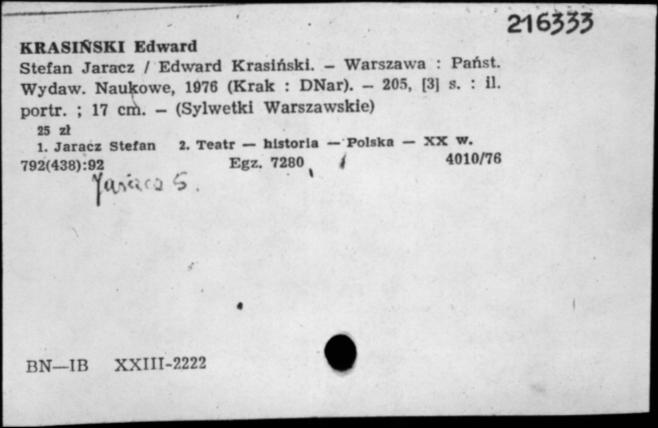 216333
KRASIŃSKI Edward
Stefan Jaracz / Edward Krasiński. — Warszawa : Państ.
Wydaw. Naukowe, 1976 (Krak : DNar). — 205, [3] s. : il.
portr. ; 17 cm. — (Sylwetki Warszawskie)
25 zł
1. Jaracz Stefan 2. Teatr — historia — Polska — XX w.
792(438):92 Egz. 7280 4010/76
Jaracz S.
BN—IB XXIII-2222